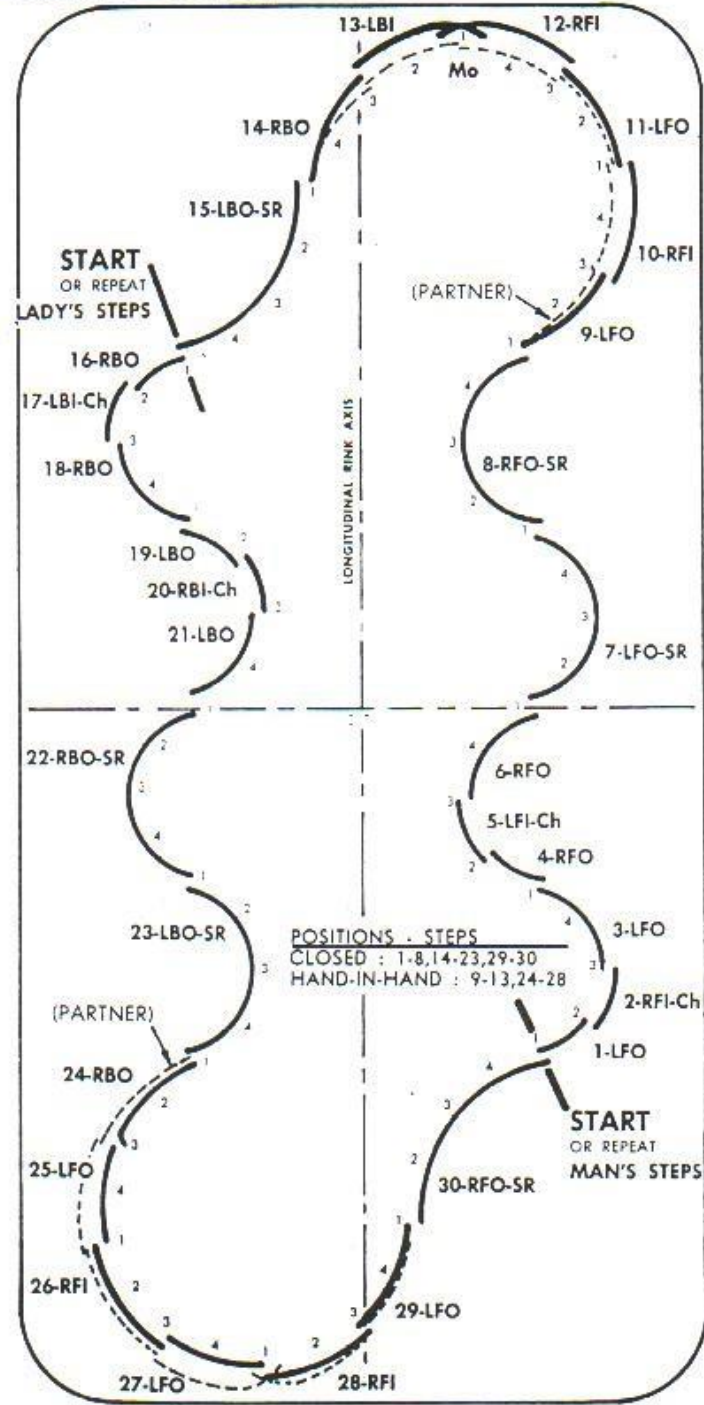 13-LBI
12-RFI
Mo
14-RBO
11-LFO
15-LBO-SR
10-RFI
START
OR REPEAT
LADY'S STEPS
(PARTNER)
9-LFO
16-RBO
17-LBI-Ch
18-RBO
8-RFO-SR
LONGITUDINAL RINK AXIS
19-LBO
20-RBI-Ch
21-LBO
7-LFO-SR
22-RBO-SR
6-RFO
5-LFI-Ch
4-RFO
23-LBO-SR
POSITIONS - STEPS
CLOSED : 1-8,14-23,29-30
HAND-IN-HAND : 9-13,24-28
3-LFO
2-RFI-Ch
1-LFO
(PARTNER)
24-RBO
START
OR REPEAT
MAN'S STEPS
25-LFO
30-RFO-SR
26-RFI
29-LFO
27-LFO
28-RFI